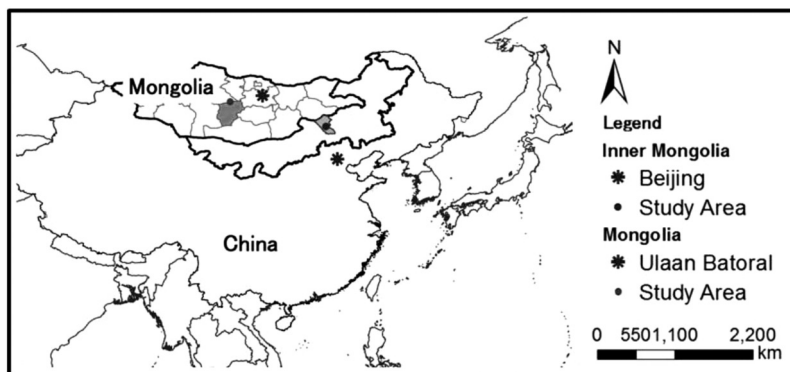 Mongolia
China
N
Legend
Inner Mongolia
Beijing
Study Area
Mongolia
Ulaan Batoral
Study Area
0 5501,100 2,200
km